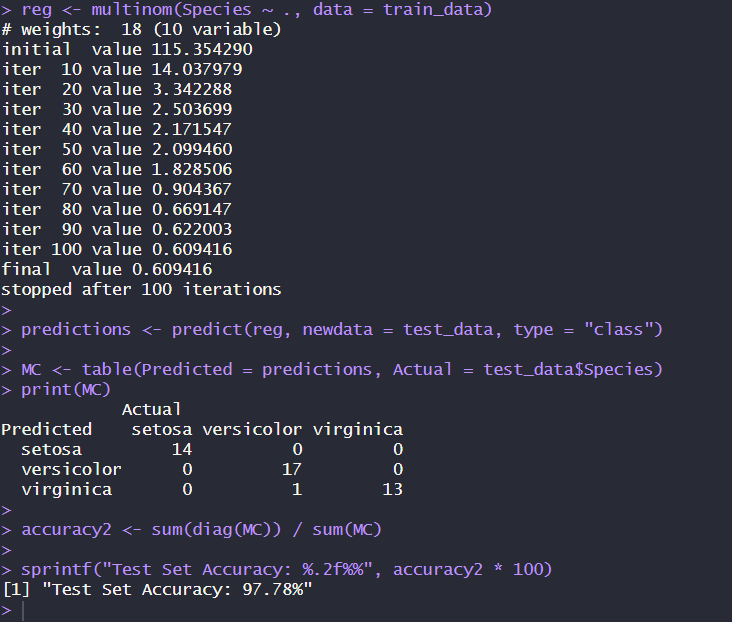 > reg <- multinom(Species ~ ., data = train_data)
# weights:  18 (10 variable)
initial  value 115.354290
iter  10 value 14.037979
iter  20 value 3.342288
iter  30 value 2.503699
iter  40 value 2.171547
iter  50 value 2.099460
iter  60 value 1.828506
iter  70 value 0.904367
iter  80 value 0.669147
iter  90 value 0.622003
iter 100 value 0.609416
final  value 0.609416
stopped after 100 iterations
>
> predictions <- predict(reg, newdata = test_data, type = "class")
>
> MC <- table(Predicted = predictions, Actual = test_data$Species)
> print(MC)
            Actual
Predicted    setosa versicolor virginica
  setosa         14          0         0
  versicolor      0         17         0
  virginica       0          1        13
>
> accuracy2 <- sum(diag(MC)) / sum(MC)
>
> sprintf("Test Set Accuracy: %.2f%%", accuracy2 * 100)
[1] "Test Set Accuracy: 97.78%"
>